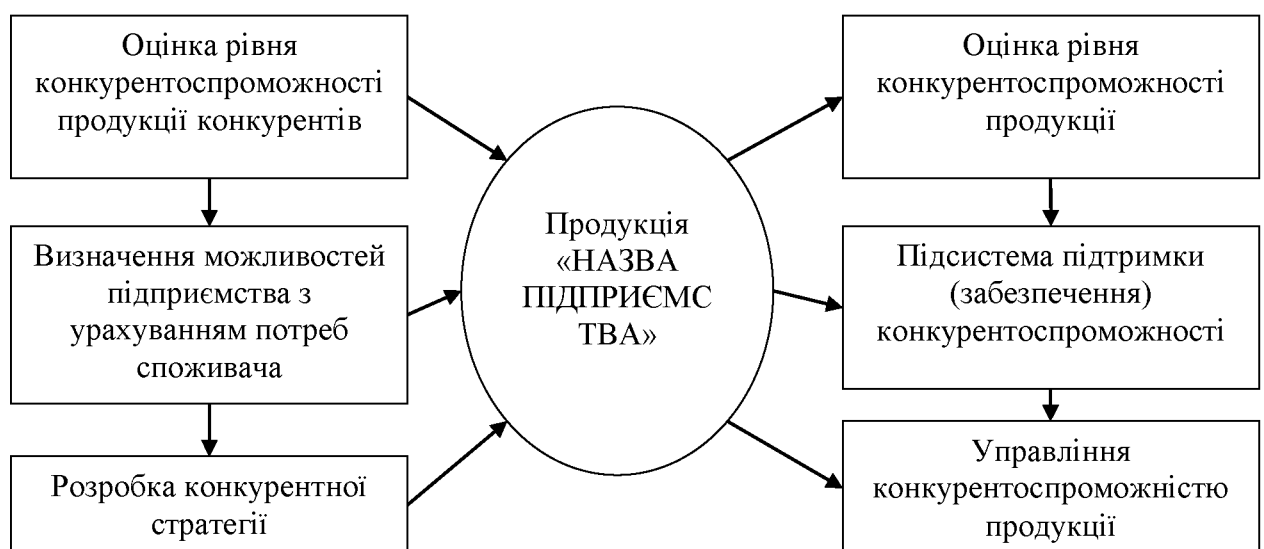 Оцінка рівня
конкурентоспроможності
продукції конкурентів
Визначення можливостей
підприємства з
урахуванням потреб
споживача
Розробка конкурентної
стратегії
Продукція
«НАЗВА
ПІДПРИЄМС
ТВА»
Оцінка рівня
конкурентоспроможності
продукції
Підсистема підтримки
(забезпечення)
конкурентоспроможності
Управління
конкурентоспроможністю
продукції